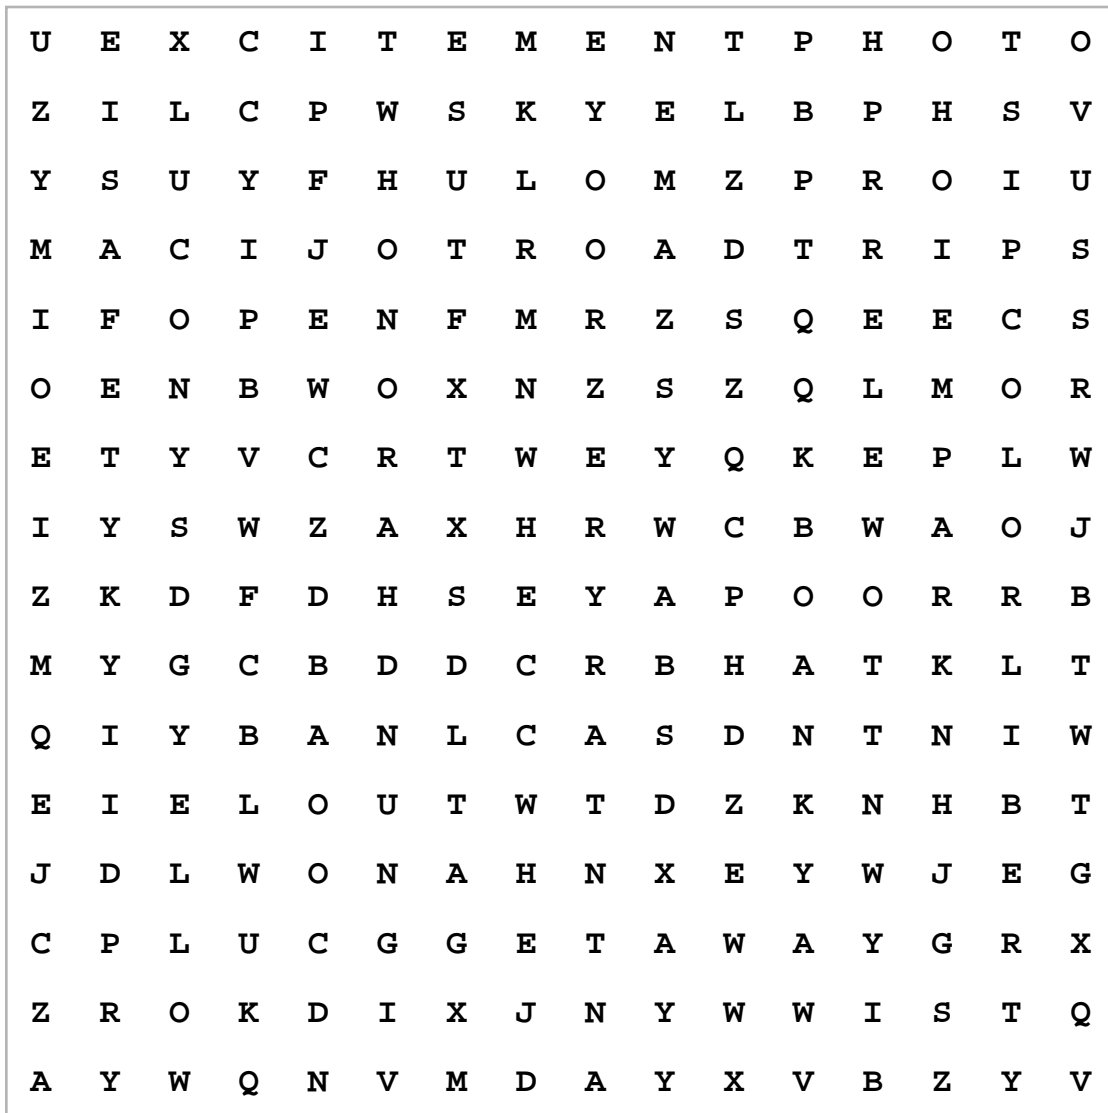 U E X C I T E M E N T P H O T O
Z I L C P W S K Y E L B P H S V
Y S U Y F H U L O M Z P R O I U
M A C I J O T R O A D T R I P S
I F O P E N F M R Z S Q E E C S
O E N B W O X N Z S Z Q L M O R
E T Y V C R T W E Y Q K E P L W
I Y S W Z A X H R W C B W A O J
Z K D F D H S E Y A P O O R R B
M Y G C B D D C R B H A T K L T
Q I Y B A N L C A S D N T N I W
E I E L O U T W T D Z K N H B T
J D L W O N A H N X E Y W J E G
C P L U C G G E T A W A Y G R X
Z R O K D I X J N Y W W I S T Q
A Y W Q N V M D A Y X V B Z Y V